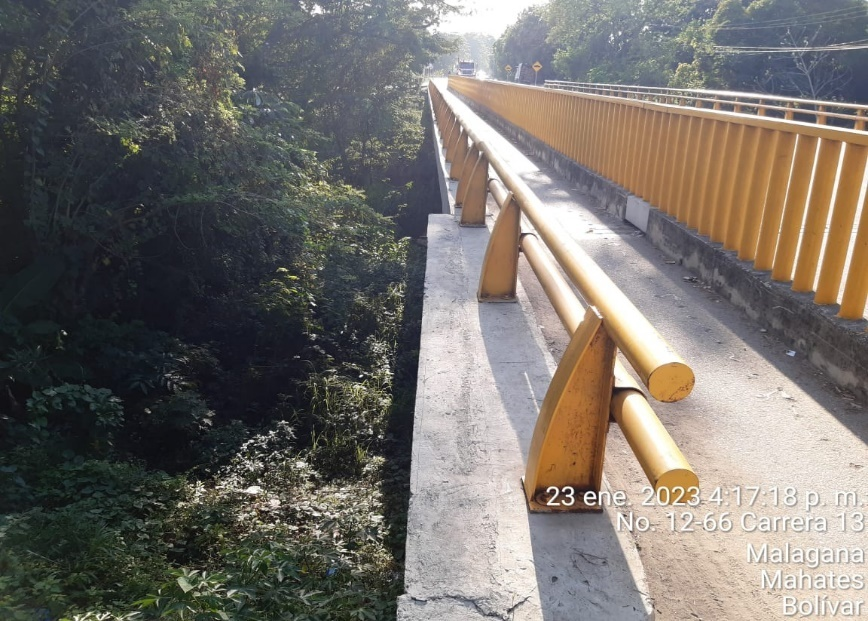 23 ene. 2023 4:17:18 p. m.
No. 12-66 Carrera 13
Malagana
Mahates
Bolívar